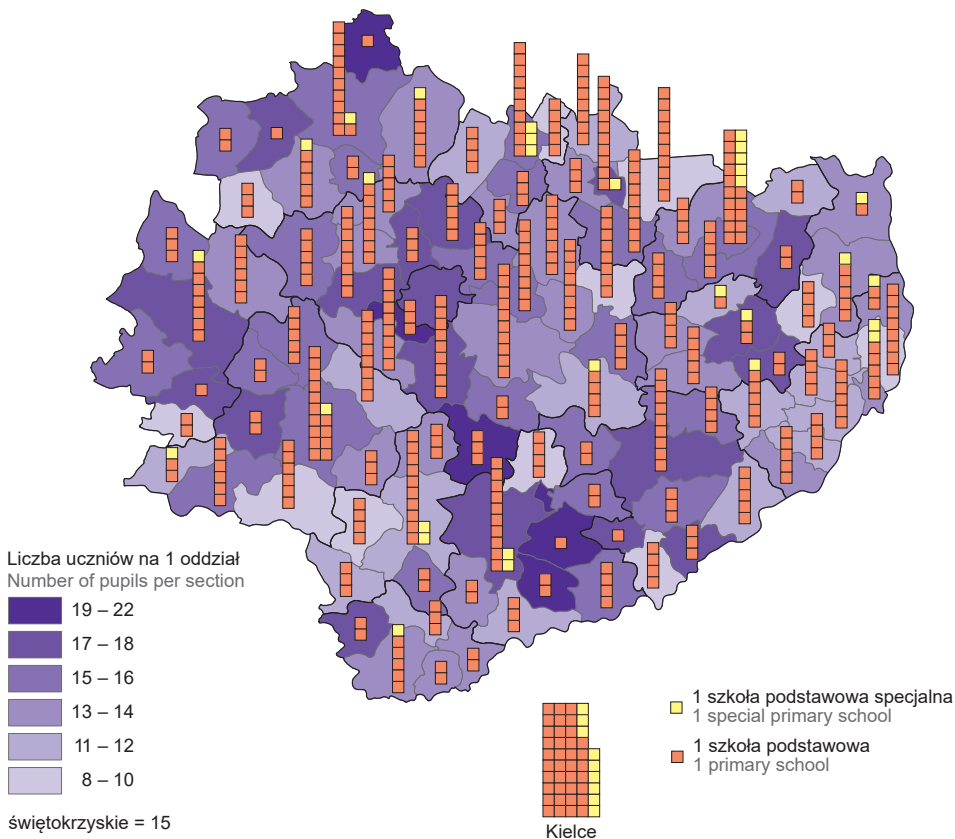 Liczba uczniów na 1 oddział
Number of pupils per section
19 – 22
17 – 18
15 – 16
13 – 14
11 – 12
8 – 10
świętokrzyskie = 15
1 szkoła podstawowa specjalna
1 special primary school
1 szkoła podstawowa
1 primary school
Kielce